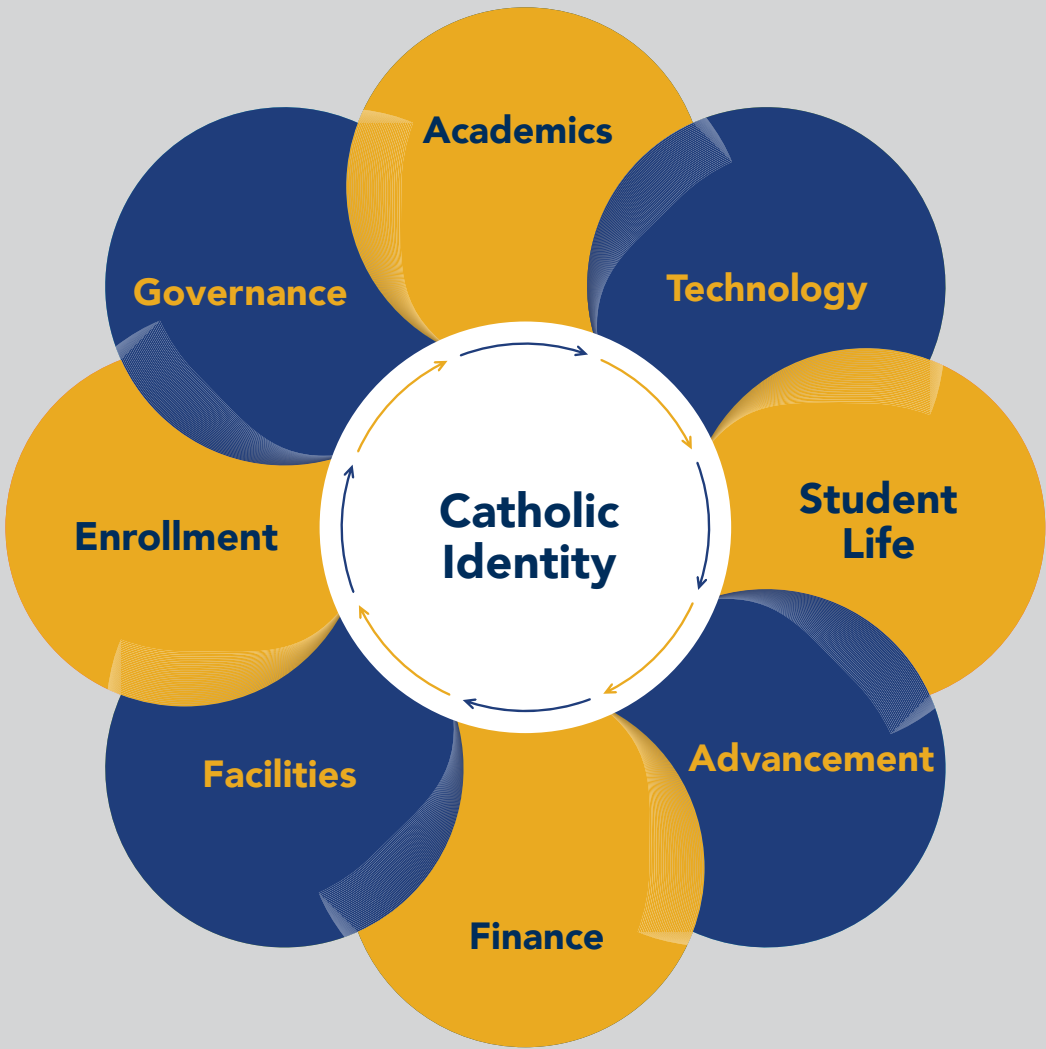 Academics
Technology
Student
Life
Advancement
Finance
Facilities
Enrollment
Governance
Catholic
Identity